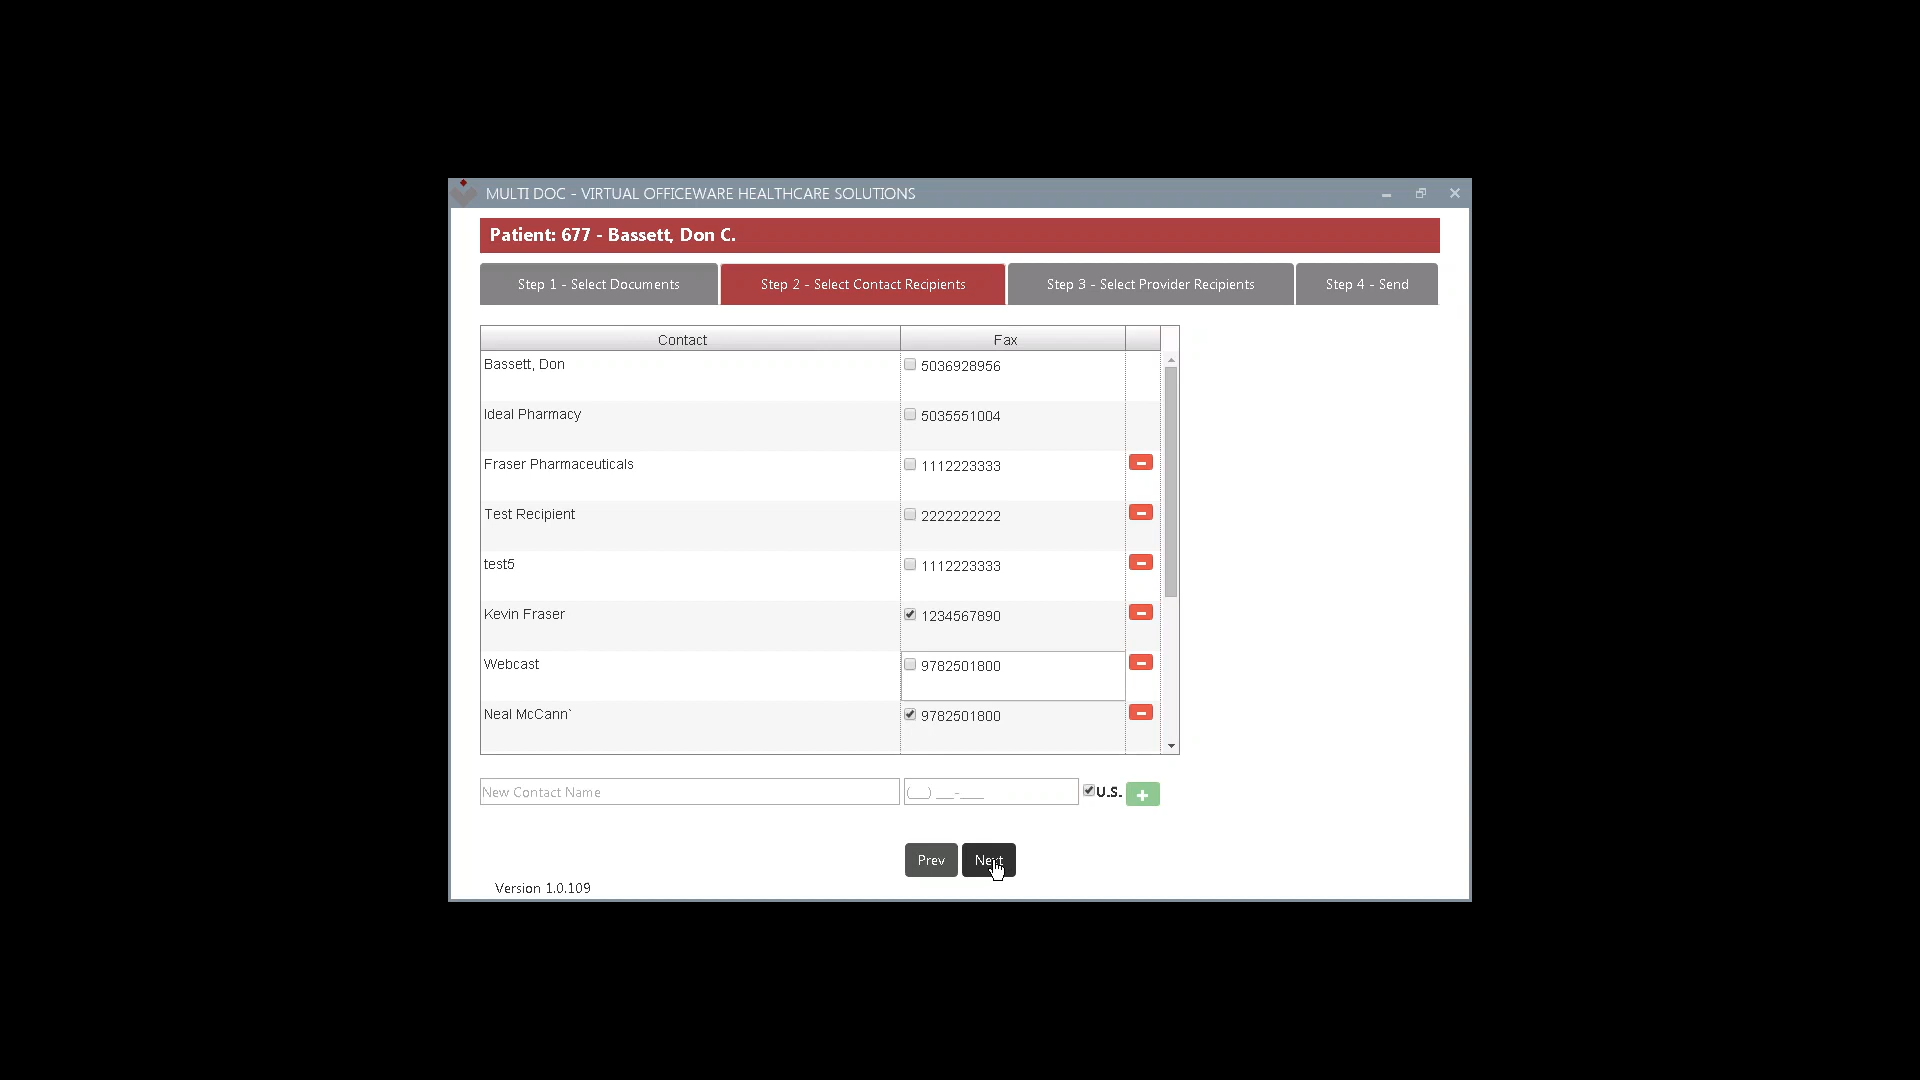 MULTI DOC - VIRTUAL OFFICEWARE HEALTHCARE SOLUTIONS
Patient: 677 - Bassett, Don C.
Step 1 - Select Documents
Step 2 - Select Contact Recipients
Step 3 - Select Provider Recipients
Step 4 - Send
Contact Fax
Bassett, Don 5036928956
Ideal Pharmacy 5035551004
Fraser Pharmaceuticals 1112223333
Test Recipient 2222222222
test5 1112223333
Kevin Fraser 1234567890
Webcast 9782501800
Neal McCann` 9782501800
New Contact Name (__) ___-____ U.S. +
Prev Next
Version 1.0.109